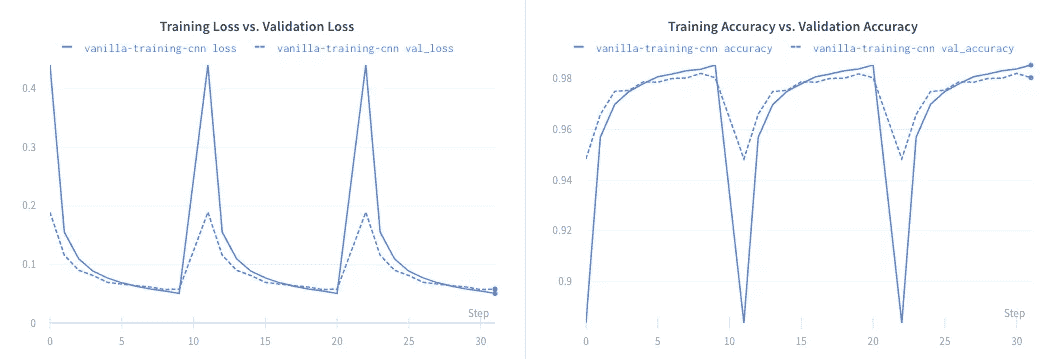 Training Loss vs. Validation Loss
vanilla-training-cnn loss vanilla-training-cnn val_loss
0.4
0.3
0.2
0.1
0
Step
0 5 10 15 20 25 30
Training Accuracy vs. Validation Accuracy
vanilla-training-cnn accuracy vanilla-training-cnn val_accuracy
0.98
0.96
0.94
0.92
0.9
Step
0 5 10 15 20 25 30